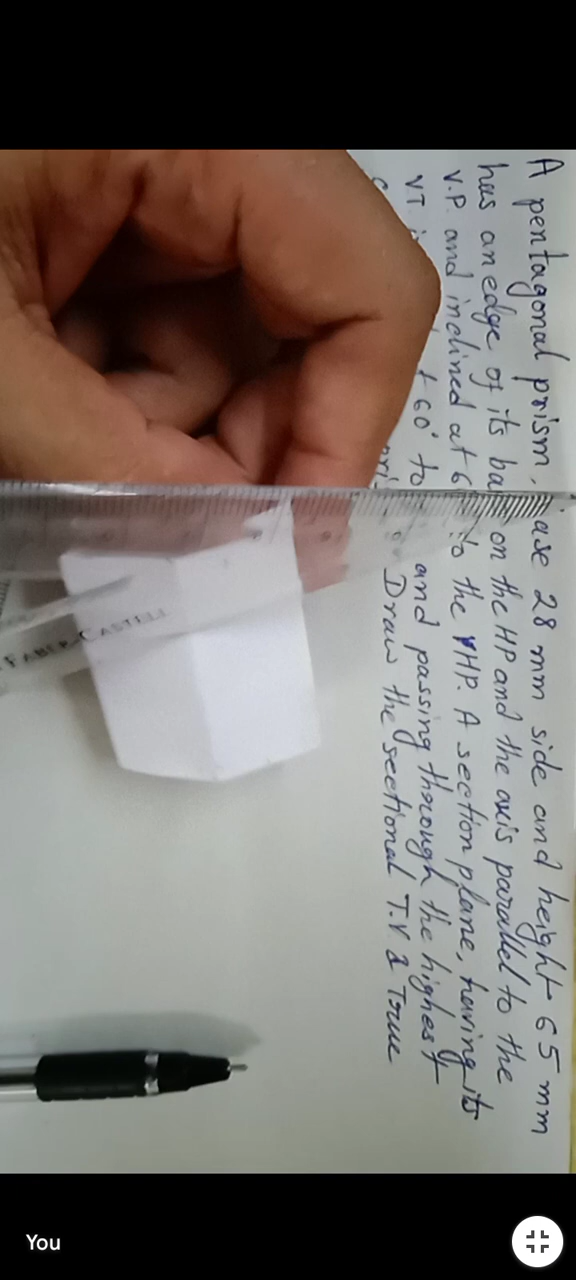 A pentagonal prism, ase 28 mm side and height 65 mm
has an edge of its ba on the HP and the axis parallel to the
V.P. and inclined at 6 to the HP. A section plane, having its
V.T. 60° to and passing through the highest
Draw the sectional T.V. & True
FABER-CASTELL
You